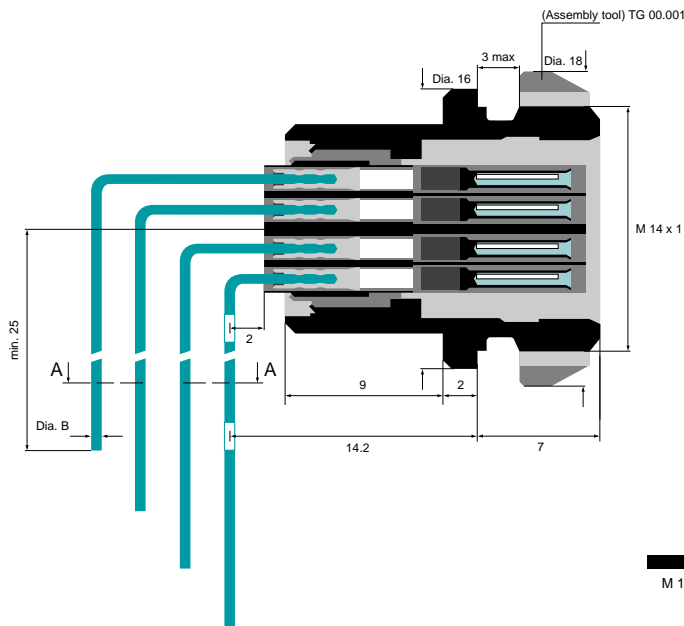 (Assembly tool) TG 00.001
3 max
Dia. 18
Dia. 16
M 14 x 1
min. 25
2
A
A
9
2
Dia. B
14.2
7
M 1